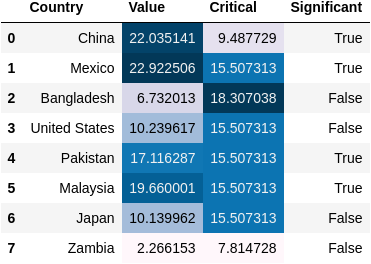 Country Value Critical Significant
0 China 22.035141 9.487729 True
1 Mexico 22.922506 15.507313 True
2 Bangladesh 6.732013 18.307038 False
3 United States 10.239617 15.507313 False
4 Pakistan 17.116287 15.507313 True
5 Malaysia 19.660001 15.507313 True
6 Japan 10.139962 15.507313 False
7 Zambia 2.266153 7.814728 False